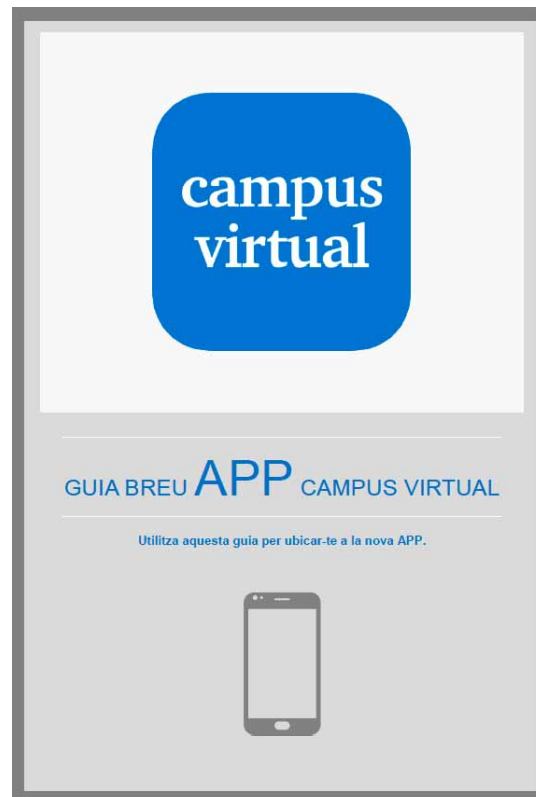 campus
virtual
GUIA BREU APP CAMPUS VIRTUAL
Utilitza aquesta guia per ubicar-te a la nova APP.